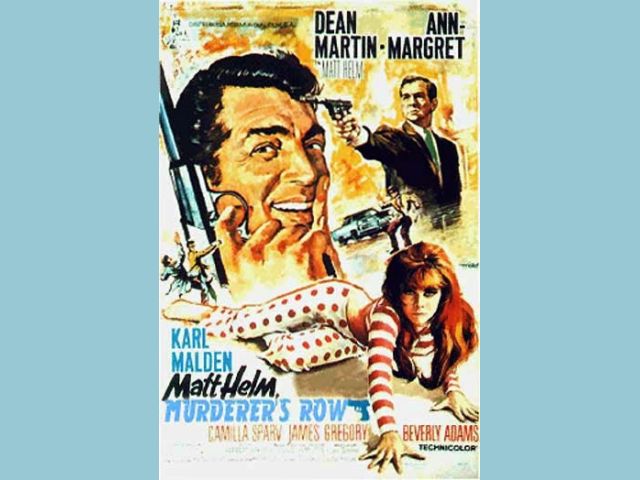 DEAN
MARTIN
ANN-
MARGRET
MATT HELM
KARL
MALDEN
Matt Helm,
MURDERER'S ROW
CAMILLA SPARV JAMES GREGORY BEVERLY ADAMS
TECHNICOLOR